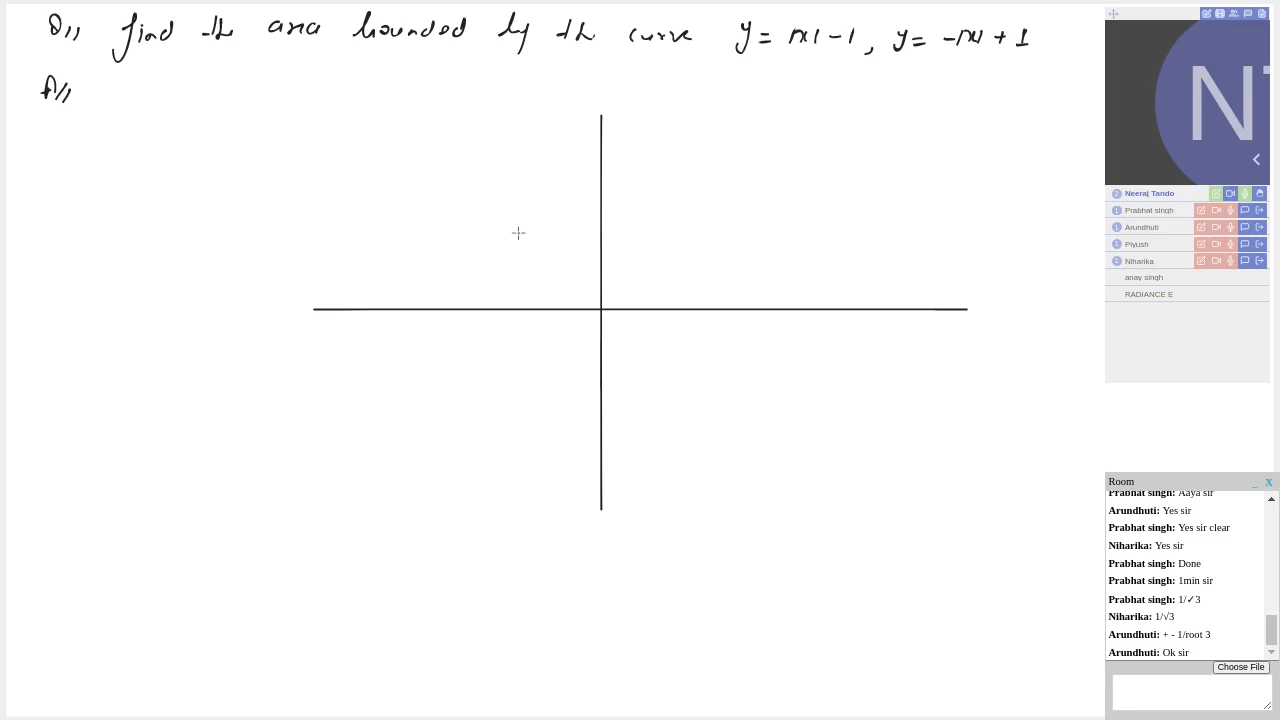 Q,, find the area bounded by the curve y = |x| - 1, y = -|x| + 1
A,,
N
Neeraj Tando
Prabhat singh
Arundhuti
Piyush
Niharika
anay singh
RADIANCE E
Room
_ X
Prabhat singh: Aaya sir
Arundhuti: Yes sir
Prabhat singh: Yes sir clear
Niharika: Yes sir
Prabhat singh: Done
Prabhat singh: 1min sir
Prabhat singh: 1/✓3
Niharika: 1/√3
Arundhuti: + - 1/root 3
Arundhuti: Ok sir
Choose File